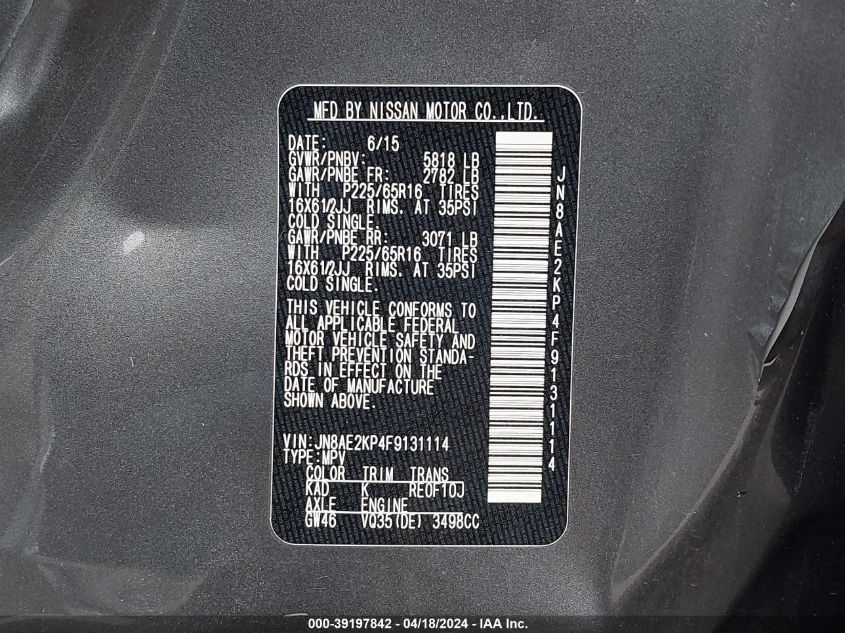 MFD BY NISSAN MOTOR CO.,LTD.
DATE: 6/15
GVWR/PNBV: 5818 LB
GAWR/PNBE FR: 2782 LB
WITH P225/65R16 TIRES
16X61/2JJ RIMS. AT 35PSI
COLD SINGLE.
GAWR/PNBE RR: 3071 LB
WITH P225/65R16 TIRES
16X61/2JJ RIMS. AT 35PSI
COLD SINGLE.
THIS VEHICLE CONFORMS TO
ALL APPLICABLE FEDERAL
MOTOR VEHICLE SAFETY AND
THEFT PREVENTION STANDA-
RDS IN EFFECT ON THE
DATE OF MANUFACTURE
SHOWN ABOVE.
VIN:JN8AE2KP4F9131114
TYPE:MPV
COLOR TRIM TRANS
KAD K RE0F10J
AXLE ENGINE
GW46 VQ35(DE) 3498CC
JN8AE2KP4F9131114
000-39197842 - 04/18/2024 - IAA Inc.